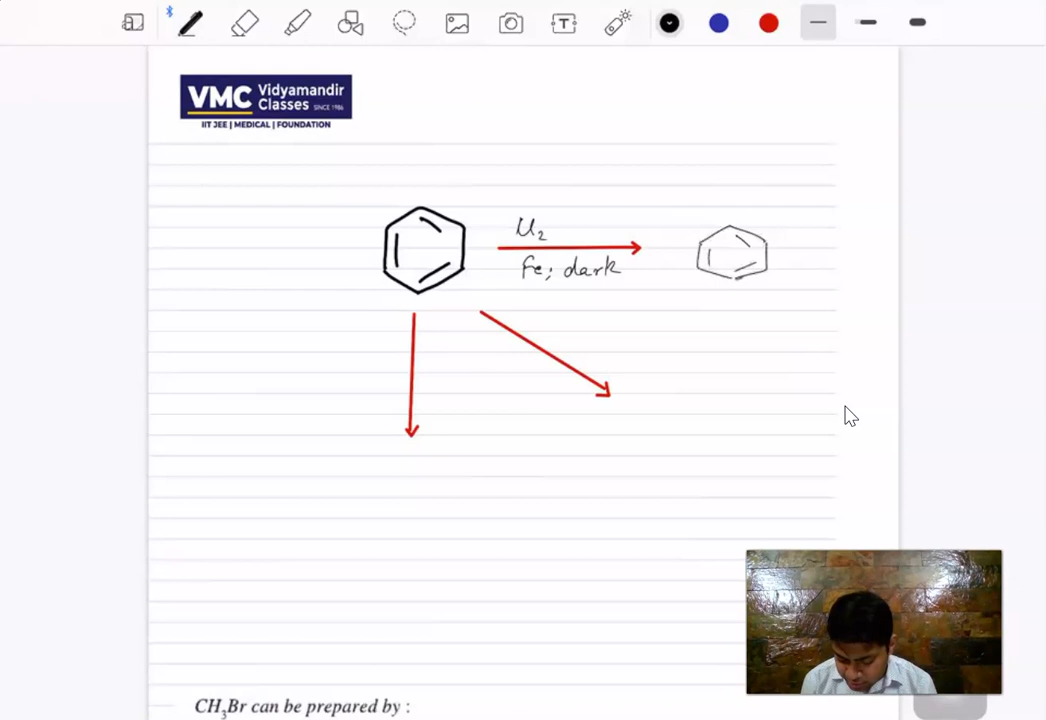 VMC Vidyamandir
Classes SINCE 1986
IIT JEE | MEDICAL | FOUNDATION
Cl2
Fe; dark
CH3Br can be prepared by :